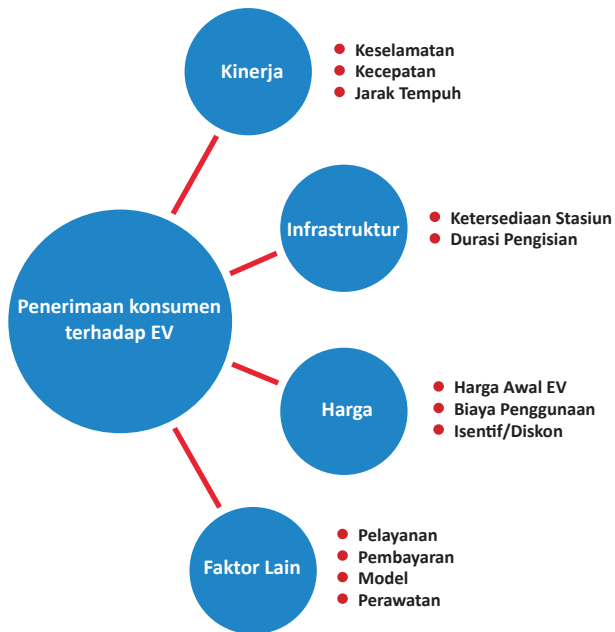 Kinerja
Keselamatan
Kecepatan
Jarak Tempuh
Infrastruktur
Ketersediaan Stasiun
Durasi Pengisian
Penerimaan konsumen
terhadap EV
Harga
Harga Awal EV
Biaya Penggunaan
Isentif/Diskon
Faktor Lain
Pelayanan
Pembayaran
Model
Perawatan